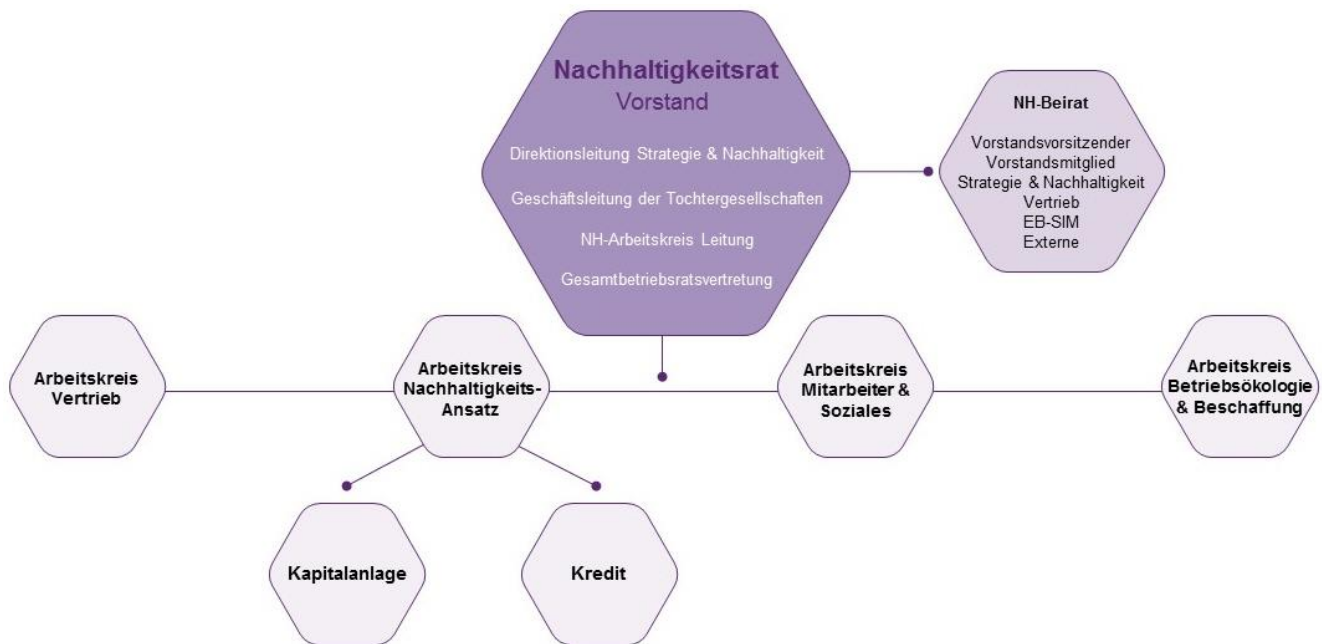 Nachhaltigkeitsrat
Vorstand
Direktionsleitung Strategie & Nachhaltigkeit
Geschäftsleitung der Tochtergesellschaften
NH-Arbeitskreis Leitung
Gesamtbetriebsratsvertretung
NH-Beirat
Vorstandsvorsitzender
Vorstandsmitglied
Strategie & Nachhaltigkeit
Vertrieb
EB-SIM
Externe
Arbeitskreis
Vertrieb
Arbeitskreis
Nachhaltigkeits-
Ansatz
Arbeitskreis
Mitarbeiter &
Soziales
Arbeitskreis
Betriebsökologie
& Beschaffung
Kapitalanlage
Kredit